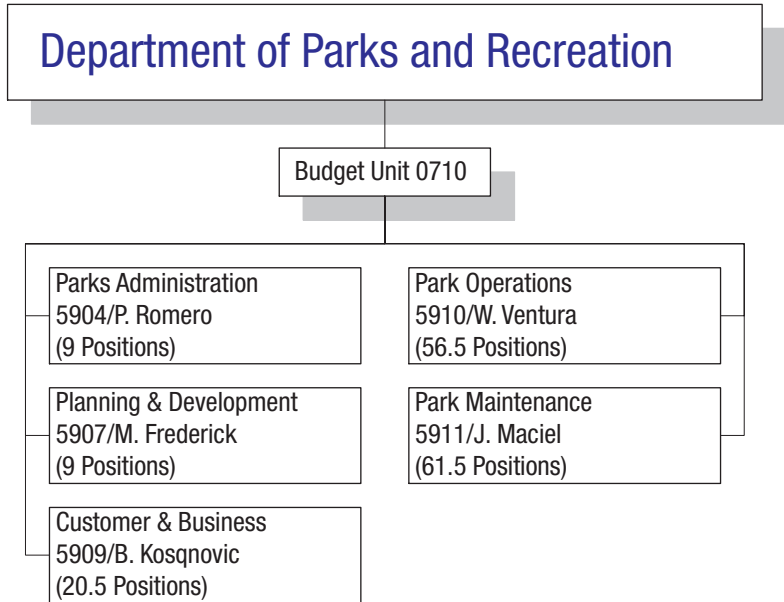 Department of Parks and Recreation
Budget Unit 0710
Parks Administration
5904/P. Romero
(9 Positions)
Planning & Development
5907/M. Frederick
(9 Positions)
Customer & Business
5909/B. Kosqnovic
(20.5 Positions)
Park Operations
5910/W. Ventura
(56.5 Positions)
Park Maintenance
5911/J. Maciel
(61.5 Positions)